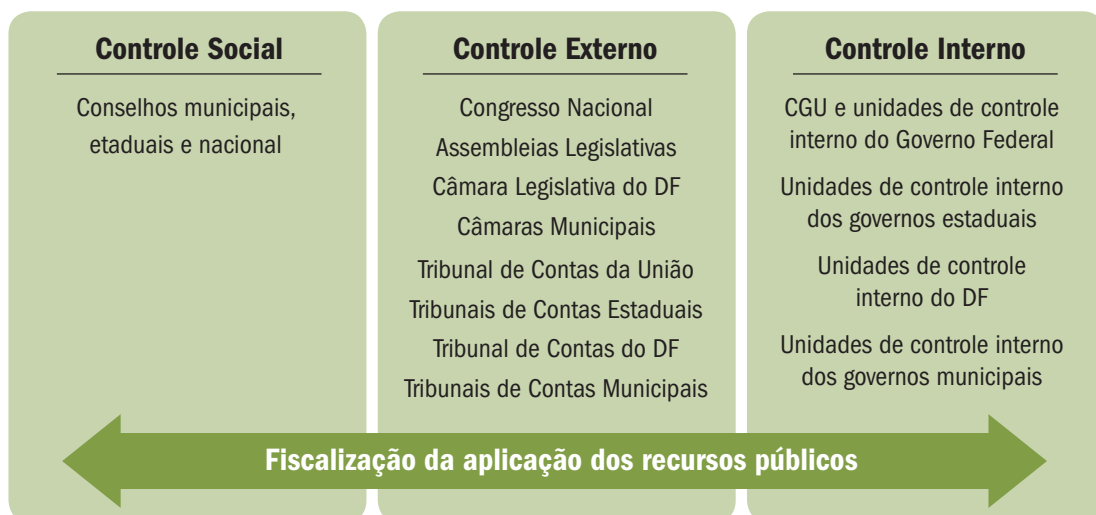 Controle Social
Conselhos municipais,
etaduais e nacional
Controle Externo
Congresso Nacional
Assembleias Legislativas
Câmara Legislativa do DF
Câmaras Municipais
Tribunal de Contas da União
Tribunais de Contas Estaduais
Tribunal de Contas do DF
Tribunais de Contas Municipais
Controle Interno
CGU e unidades de controle
interno do Governo Federal
Unidades de controle interno
dos governos estaduais
Unidades de controle
interno do DF
Unidades de controle interno
dos governos municipais
Fiscalização da aplicação dos recursos públicos